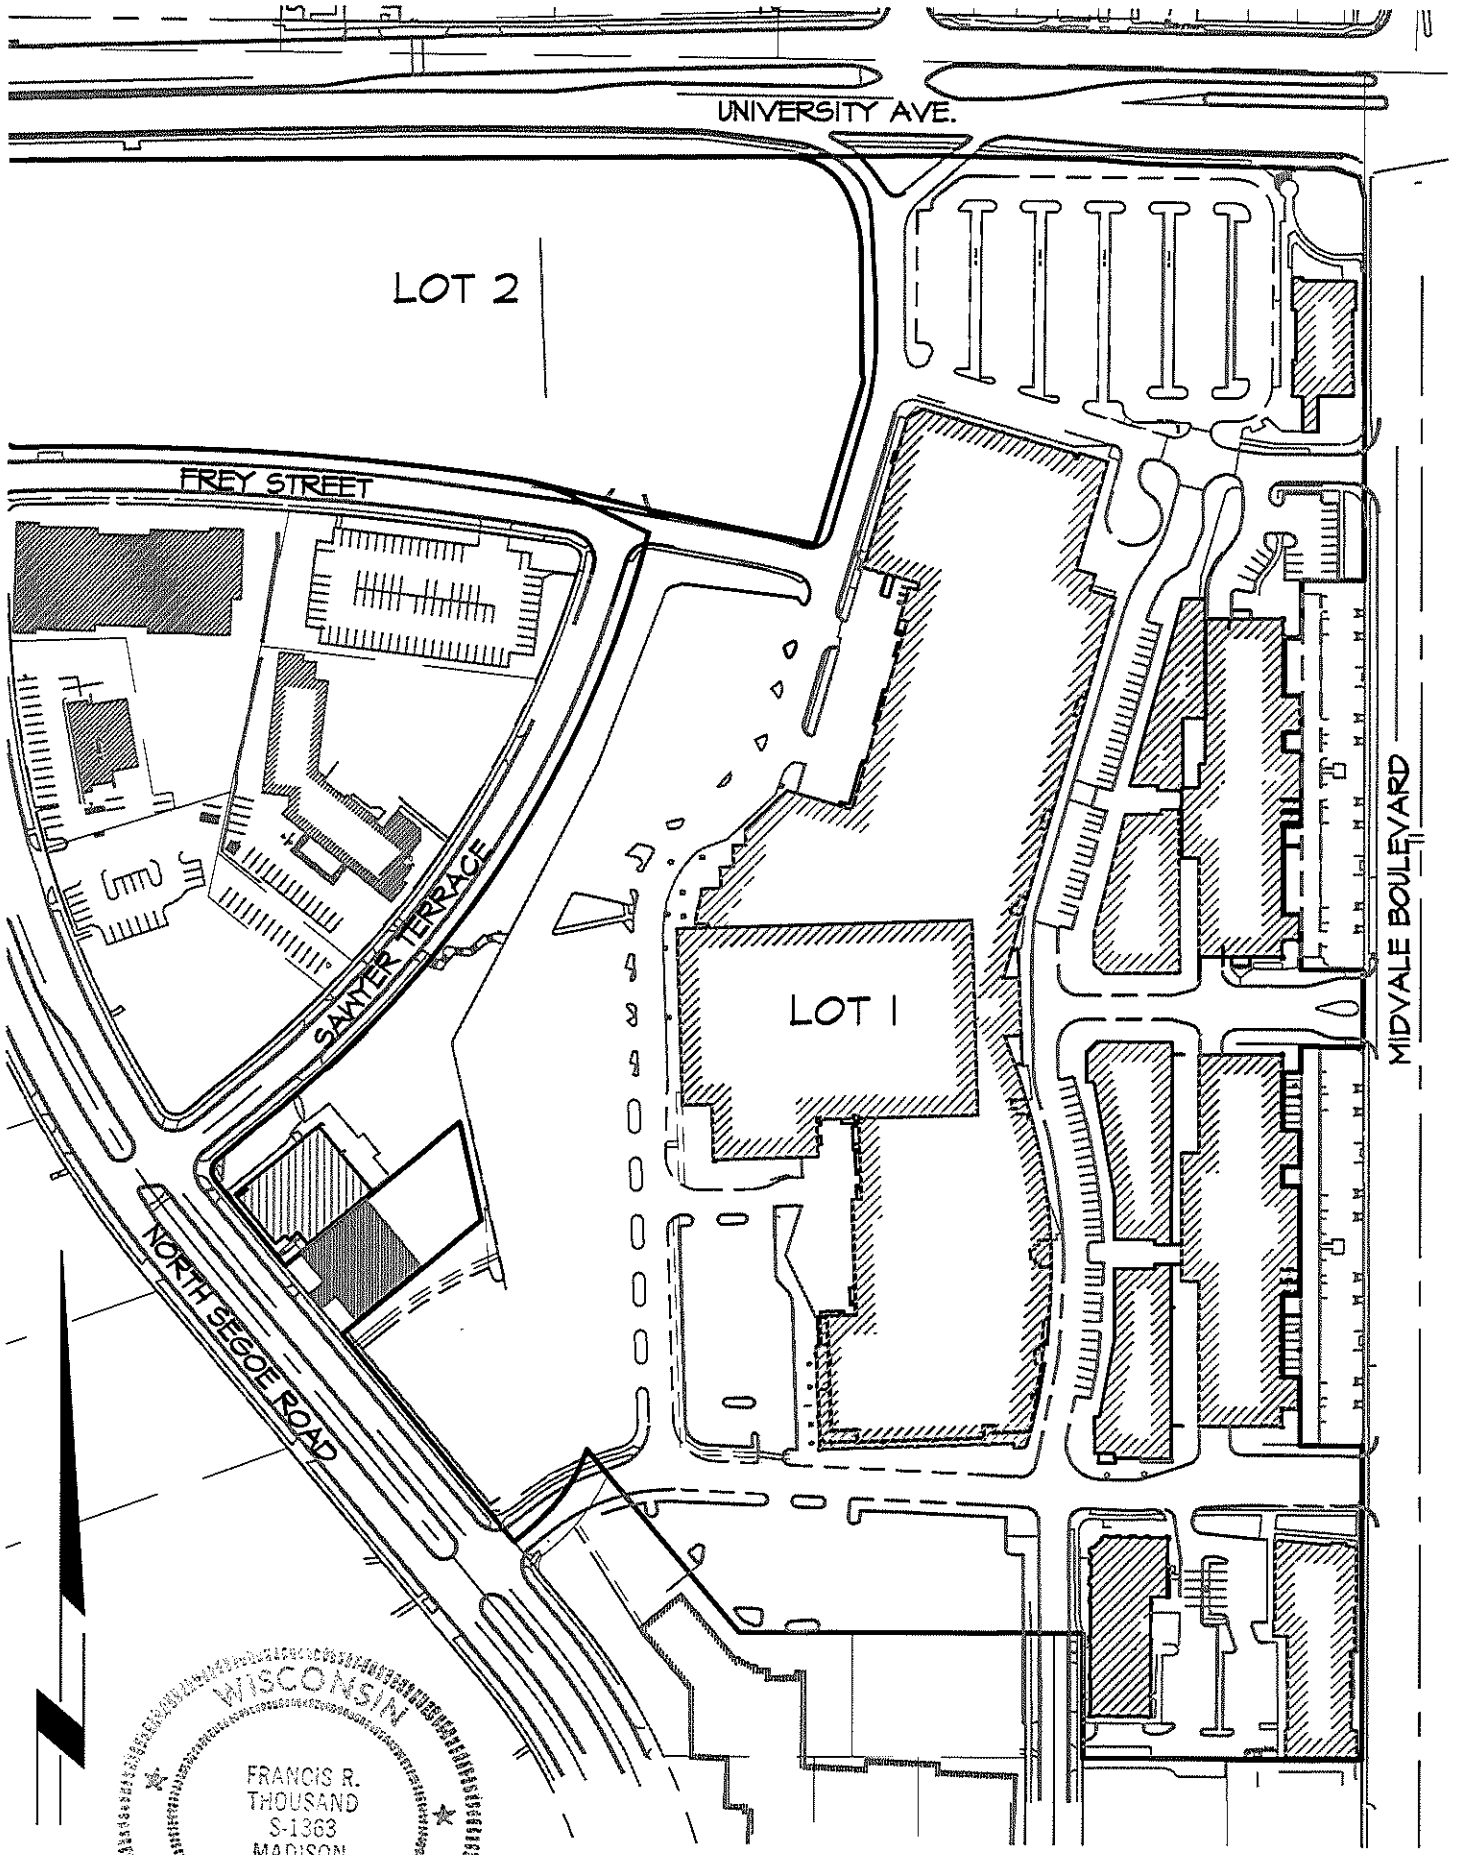 UNIVERSITY AVE.
LOT 2
FREY STREET
SAWYER TERRACE
LOT 1
MIDVALE BOULEVARD
NORTH SEGOE ROAD
WISCONSIN
FRANCIS R.
THOUSAND
S-1363
MADISON